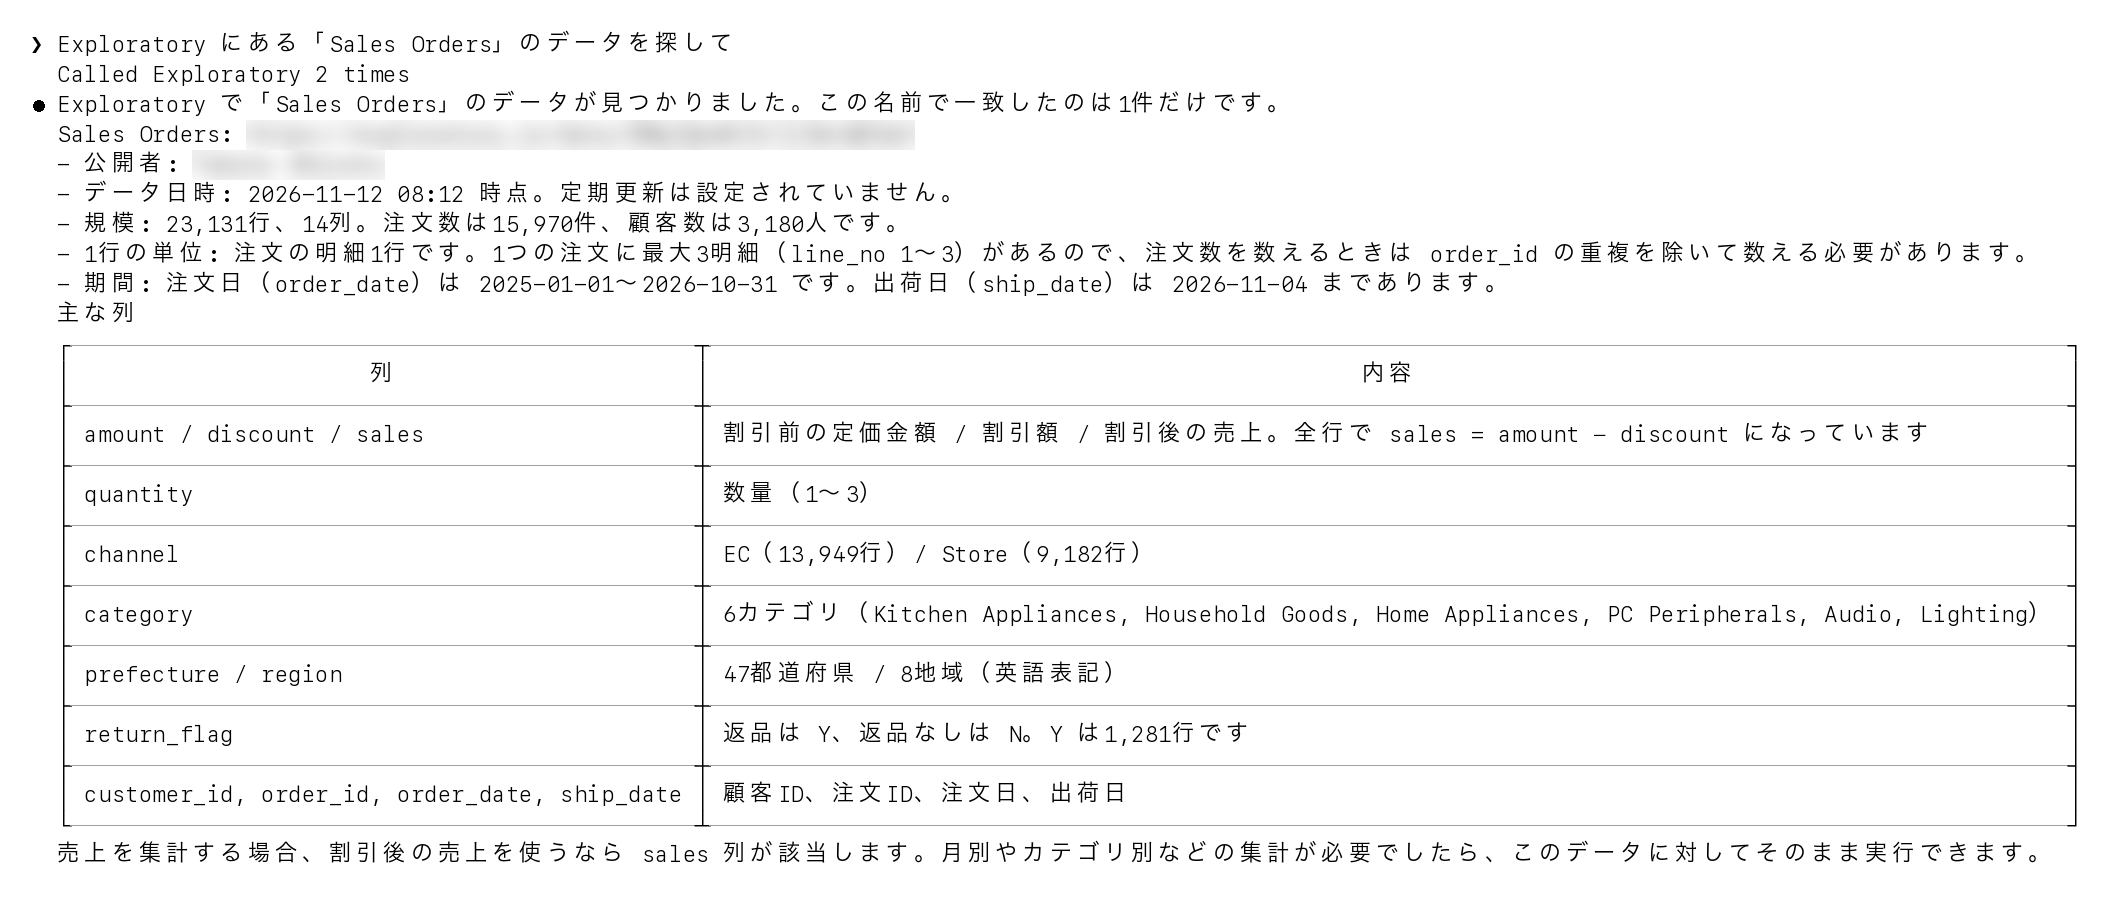 ❯ Exploratory にある「Sales Orders」のデータを探して
Called Exploratory 2 times
● Exploratory で「Sales Orders」のデータが見つかりました。この名前で一致したのは1件だけです。
Sales Orders:
- 公開者:
- データ日時: 2026-11-12 08:12 時点。定期更新は設定されていません。
- 規模: 23,131行、14列。注文数は15,970件、顧客数は3,180人です。
- 1行の単位: 注文の明細1行です。1つの注文に最大3明細（line_no 1〜3）があるので、注文数を数えるときは order_id の重複を除いて数える必要があります。
- 期間: 注文日（order_date）は 2025-01-01〜2026-10-31 です。出荷日（ship_date）は 2026-11-04 まであります。
主な列
列 内容
amount / discount / sales 割引前の定価金額 / 割引額 / 割引後の売上。全行で sales = amount - discount になっています
quantity 数量（1〜3）
channel EC（13,949行） / Store（9,182行）
category 6カテゴリ（Kitchen Appliances, Household Goods, Home Appliances, PC Peripherals, Audio, Lighting）
prefecture / region 47都道府県 / 8地域（英語表記）
return_flag 返品は Y、返品なしは N。Y は1,281行です
customer_id, order_id, order_date, ship_date 顧客ID、注文ID、注文日、出荷日
売上を集計する場合、割引後の売上を使うなら sales 列が該当します。月別やカテゴリ別などの集計が必要でしたら、このデータに対してそのまま実行できます。